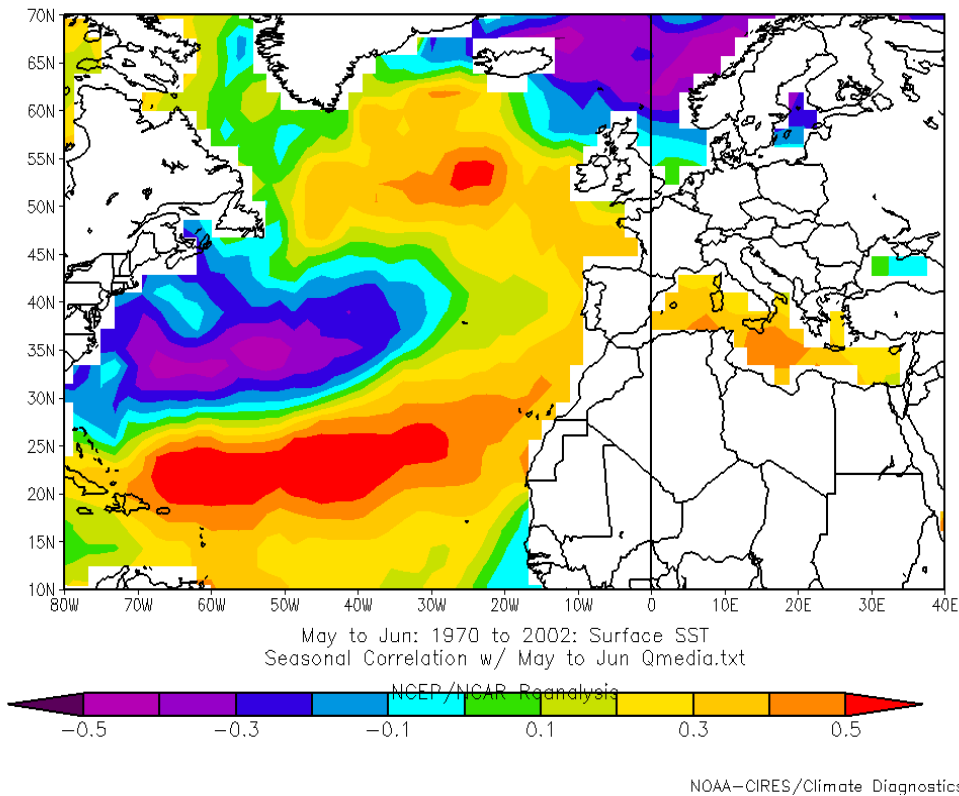 70N
65N
60N
55N
50N
45N
40N
35N
30N
25N
20N
15N
10N
80W 70W 60W 50W 40W 30W 20W 10W 0 10E 20E 30E 40E
May to Jun: 1970 to 2002: Surface SST
Seasonal Correlation w/ May to Jun Qmedia.txt
NCEP/NCAR Reanalysis
−0.5 −0.3 −0.1 0.1 0.3 0.5
NOAA−CIRES/Climate Diagnostics